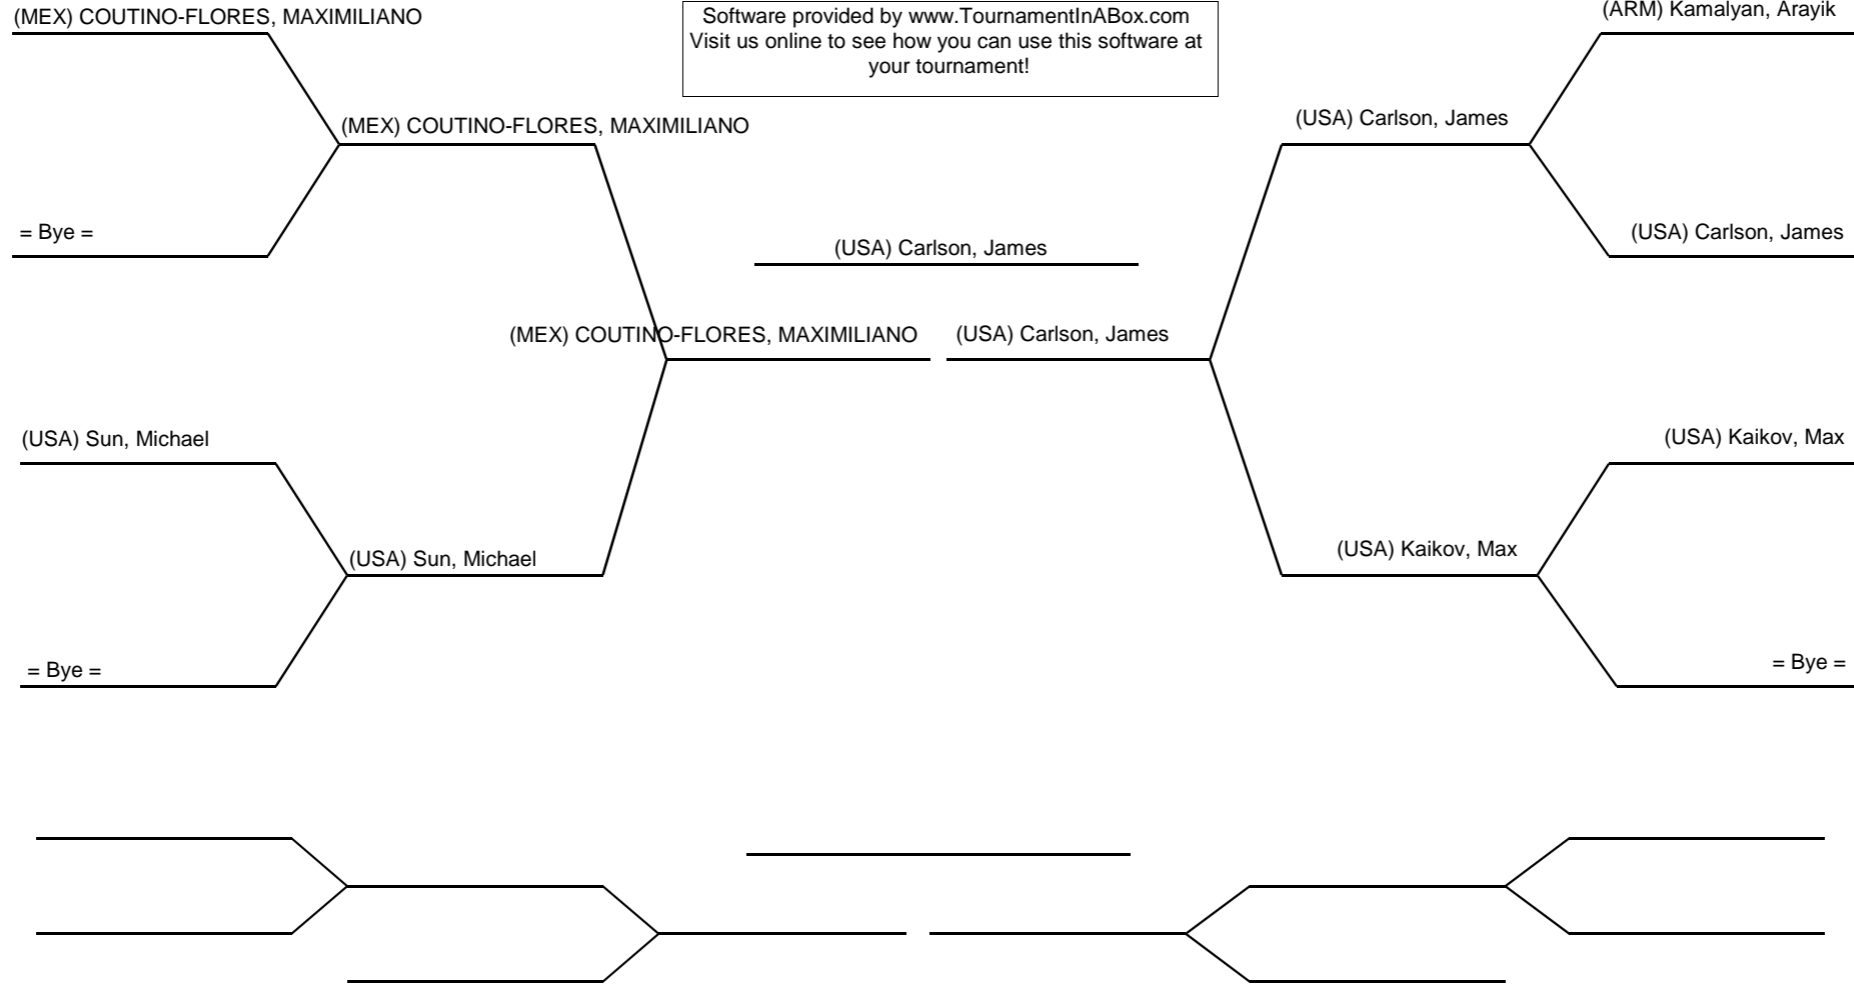 (MEX) COUTINO-FLORES, MAXIMILIANO
Software provided by www.TournamentInABox.com
Visit us online to see how you can use this software at
your tournament!
(ARM) Kamalyan, Arayik
(MEX) COUTINO-FLORES, MAXIMILIANO
(USA) Carlson, James
= Bye =
(USA) Carlson, James
(USA) Carlson, James
(MEX) COUTINO-FLORES, MAXIMILIANO
(USA) Carlson, James
(USA) Sun, Michael
(USA) Kaikov, Max
(USA) Sun, Michael
(USA) Kaikov, Max
= Bye =
= Bye =